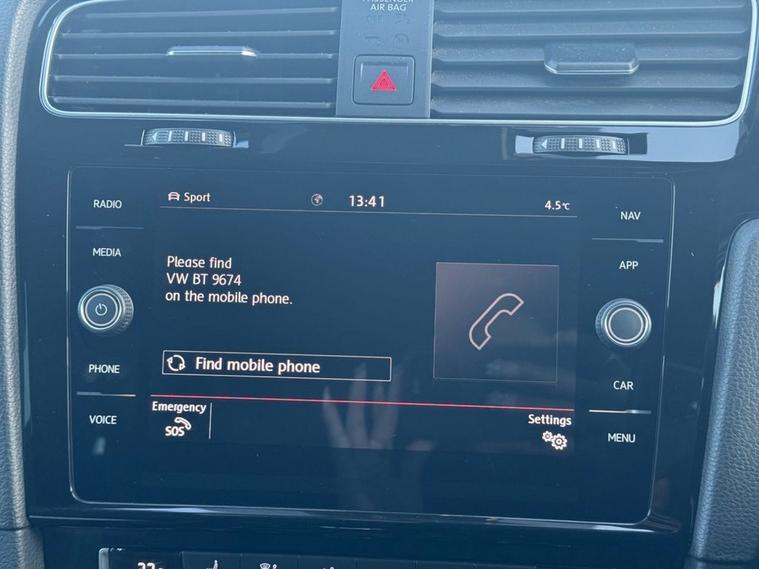 PASSENGER
AIR BAG
RADIO
MEDIA
PHONE
VOICE
Sport
13:41
4.5°C
Please find
VW BT 9674
on the mobile phone.
Find mobile phone
Emergency
SOS
Settings
NAV
APP
CAR
MENU